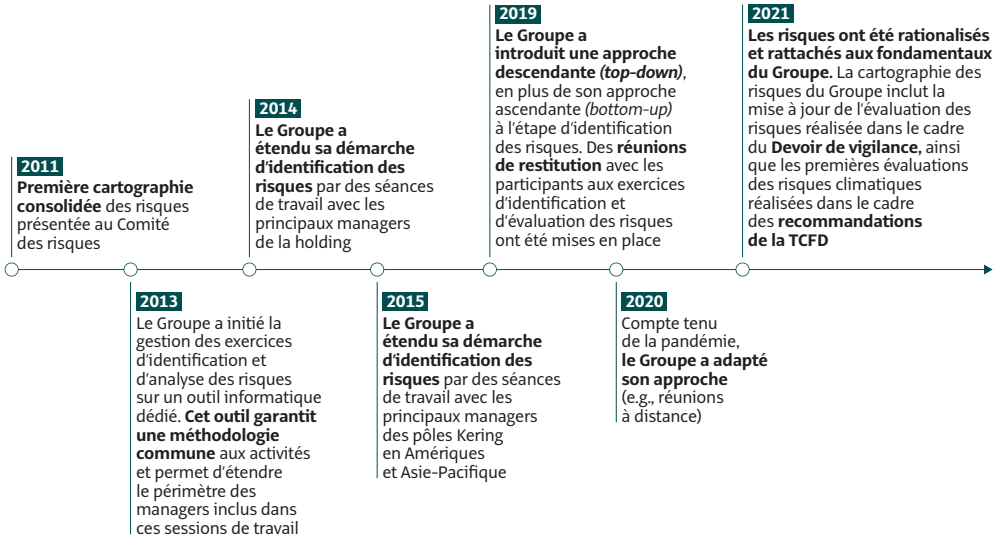 2011
Première cartographie
consolidée des risques
présentée au Comité
des risques
2013
Le Groupe a initié la
gestion des exercices
d'identification et
d'analyse des risques
sur un outil informatique
dédié. Cet outil garantit
une méthodologie
commune aux activités
et permet d'étendre
le périmètre des
managers inclus dans
ces sessions de travail
2014
Le Groupe a
étendu sa démarche
d'identification des
risques par des séances
de travail avec les
principaux managers
de la holding
2015
Le Groupe a
étendu sa démarche
d'identification des
risques par des séances
de travail avec les
principaux managers
des pôles Kering
en Amériques
et Asie-Pacifique
2019
Le Groupe a
introduit une approche
descendante (top-down),
en plus de son approche
ascendante (bottom-up)
à l'étape d'identification
des risques. Des réunions
de restitution avec les
participants aux exercices
d'identification et
d'évaluation des risques
ont été mises en place
2020
Compte tenu
de la pandémie,
le Groupe a adapté
son approche
(e.g., réunions
à distance)
2021
Les risques ont été rationalisés
et rattachés aux fondamentaux
du Groupe. La cartographie des
risques du Groupe inclut la
mise à jour de l'évaluation des
risques réalisée dans le cadre
du Devoir de vigilance, ainsi
que les premières évaluations
des risques climatiques
réalisées dans le cadre
des recommandations
de la TCFD